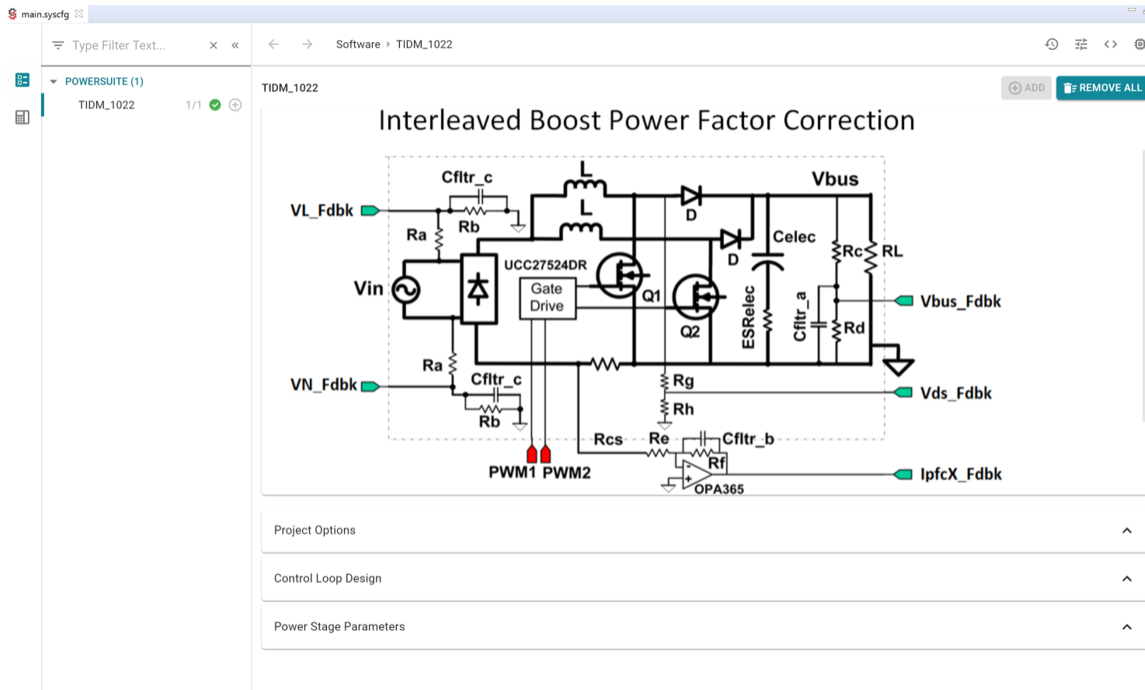 main.syscfg
Type Filter Text...
Software TIDM_1022
POWERSUITE (1)
TIDM_1022
1/1
TIDM_1022
ADD
REMOVE ALL
Interleaved Boost Power Factor Correction
Cfltr_c
L
Vbus
VL_Fdbk
Rb
Ra
L
D
D
Celec
Rc
RL
UCC27524DR
Vin
Gate
Drive
Q1
Q2
ESRelec
Cfltr_a
Vbus_Fdbk
Rd
Ra
VN_Fdbk
Cfltr_c
Rb
Rg
Vds_Fdbk
Rh
Rcs
Re
Cfltr_b
Rf
PWM1 PWM2
IpfcX_Fdbk
OPA365
Project Options
Control Loop Design
Power Stage Parameters